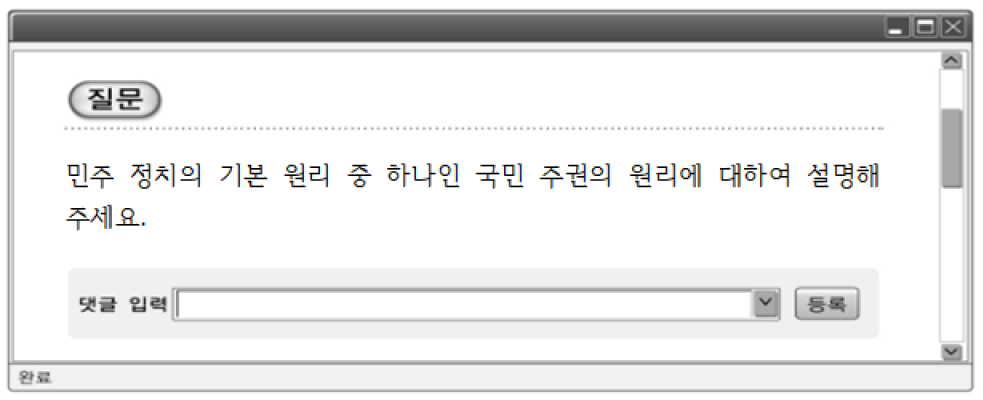 질문
민주 정치의 기본 원리 중 하나인 국민 주권의 원리에 대하여 설명해
주세요.
댓글 입력 등록
완료